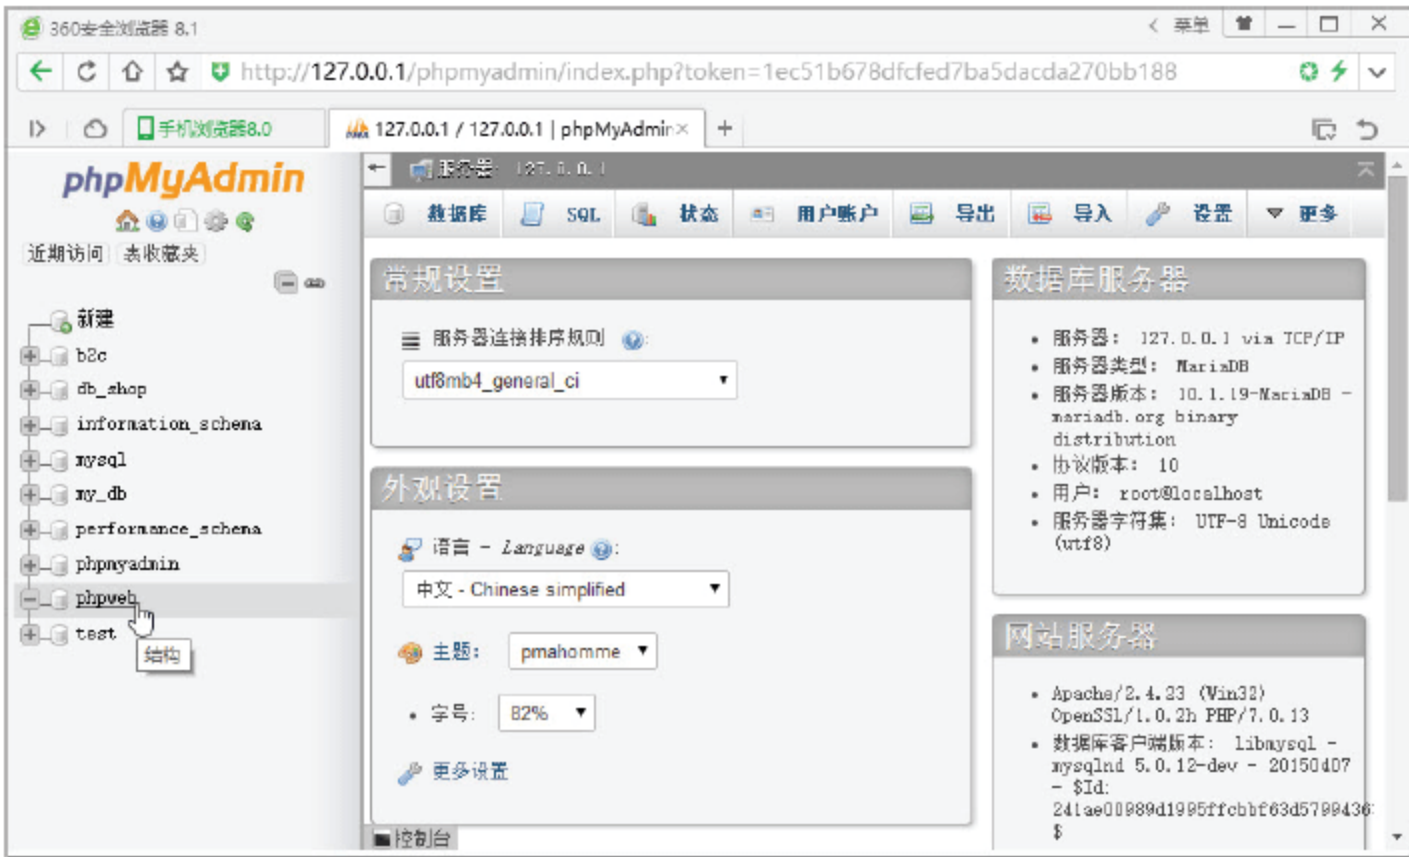 360安全浏览器 8.1
菜单
http://127.0.0.1/phpmyadmin/index.php?token=1ec51b678dfcfed7ba5dacda270bb188
手机浏览器8.0
127.0.0.1 / 127.0.0.1 | phpMyAdmin
phpMyAdmin
近期访问 表收藏夹
新建
b2c
db_shop
information_schema
mysql
my_db
performance_schema
phpmyadmin
phpweb
test
结构
服务器: 127.0.0.1
数据库 SQL 状态 用户账户 导出 导入 设置 更多
常规设置
服务器连接排序规则 :
utf8mb4_general_ci
外观设置
语言 - Language :
中文 - Chinese simplified
主题: pmahomme
字号: 82%
更多设置
控制台
数据库服务器
• 服务器: 127.0.0.1 via TCP/IP
• 服务器类型: MariaDB
• 服务器版本: 10.1.19-MariaDB -
mariadb.org binary
distribution
• 协议版本: 10
• 用户: root@localhost
• 服务器字符集: UTF-8 Unicode
(utf8)
网站服务器
• Apache/2.4.23 (Win32)
OpenSSL/1.0.2h PHP/7.0.13
• 数据库客户端版本: libmysql -
mysqlnd 5.0.12-dev - 20150407
- $Id:
$